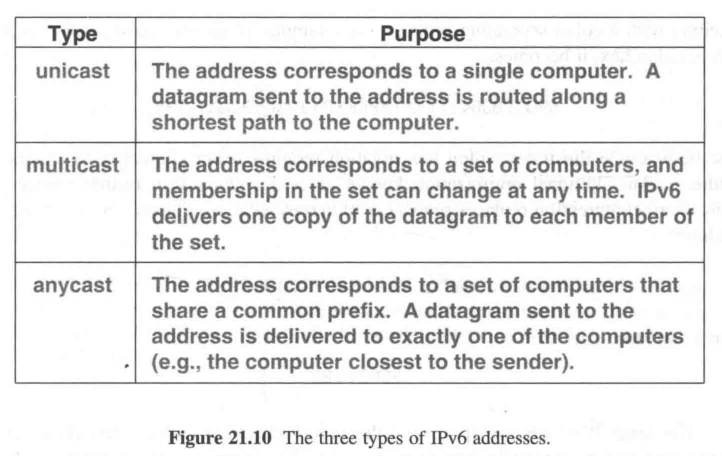 Type Purpose
unicast The address corresponds to a single computer. A
datagram sent to the address is routed along a
shortest path to the computer.
multicast The address corresponds to a set of computers, and
membership in the set can change at any time. IPv6
delivers one copy of the datagram to each member of
the set.
anycast The address corresponds to a set of computers that
share a common prefix. A datagram sent to the
address is delivered to exactly one of the computers
(e.g., the computer closest to the sender).
Figure 21.10 The three types of IPv6 addresses.